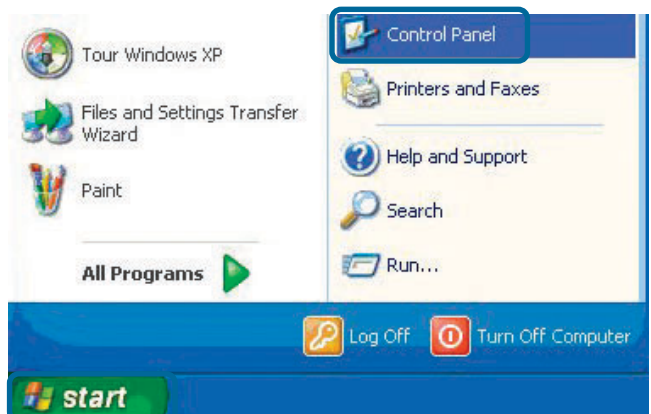 Tour Windows XP
Files and Settings Transfer
Wizard
Paint
All Programs
Control Panel
Printers and Faxes
Help and Support
Search
Run...
Log Off
Turn Off Computer
start